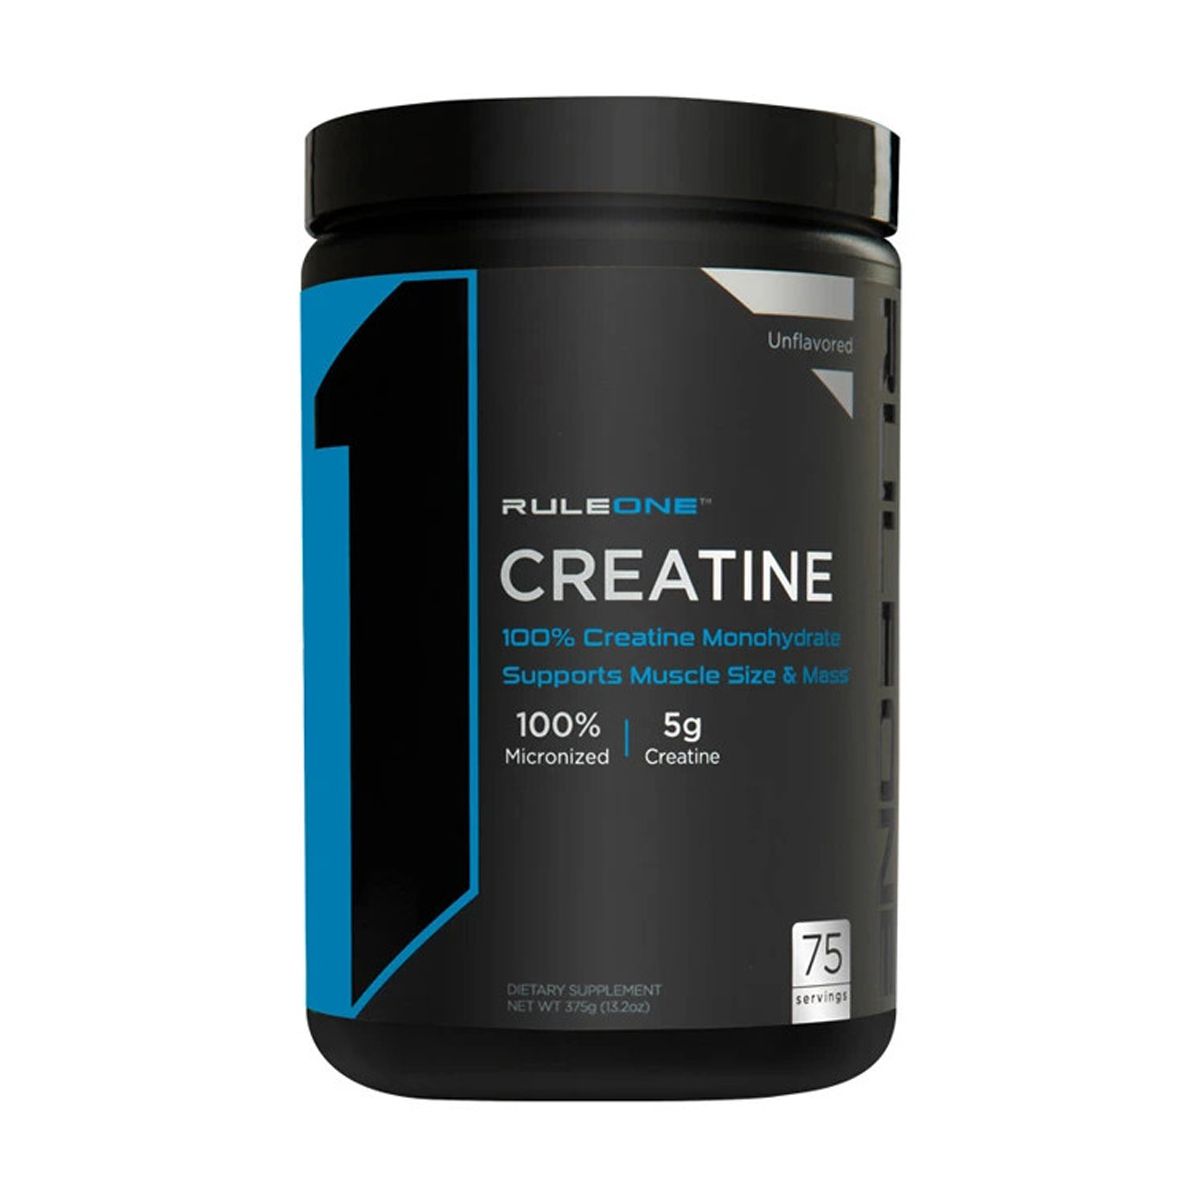 Unflavored
RULEONE™
CREATINE
100% Creatine Monohydrate
Supports Muscle Size & Mass*
100%
Micronized
5g
Creatine
75
servings
DIETARY SUPPLEMENT
NET WT 375g (13.2oz)